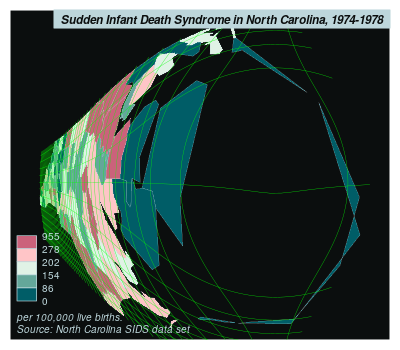 Sudden Infant Death Syndrome in North Carolina, 1974-1978
955
278
202
154
86
0
per 100,000 live births.
Source: North Carolina SIDS data set